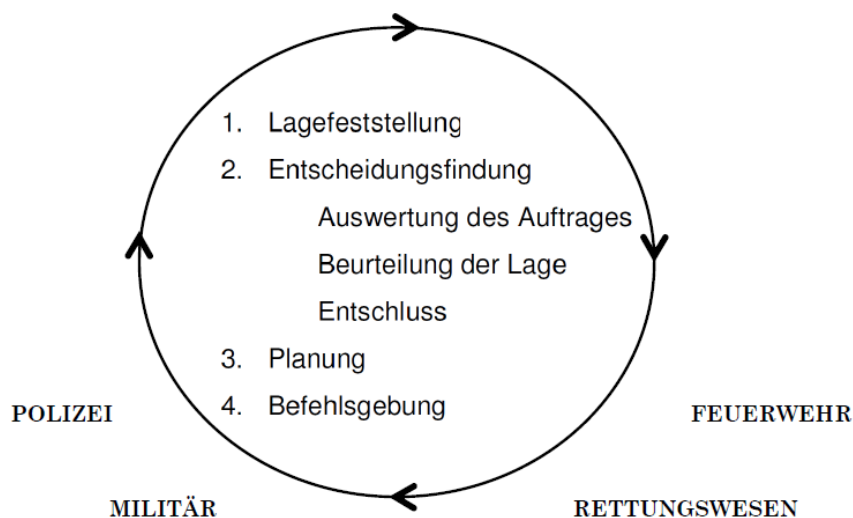 1. Lagefeststellung
2. Entscheidungsfindung
Auswertung des Auftrages
Beurteilung der Lage
Entschluss
3. Planung
4. Befehlsgebung
POLIZEI
FEUERWEHR
MILITÄR
RETTUNGSWESEN